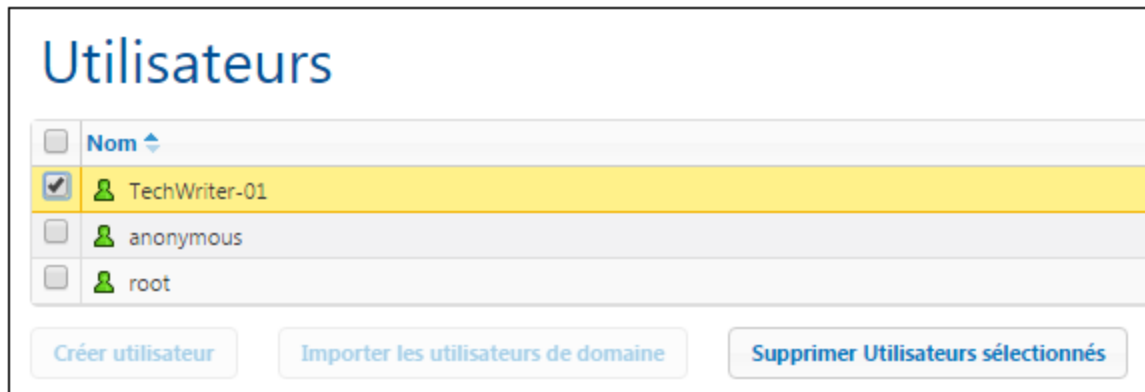 Utilisateurs
Nom
TechWriter-01
anonymous
root
Créer utilisateur Importer les utilisateurs de domaine Supprimer Utilisateurs sélectionnés